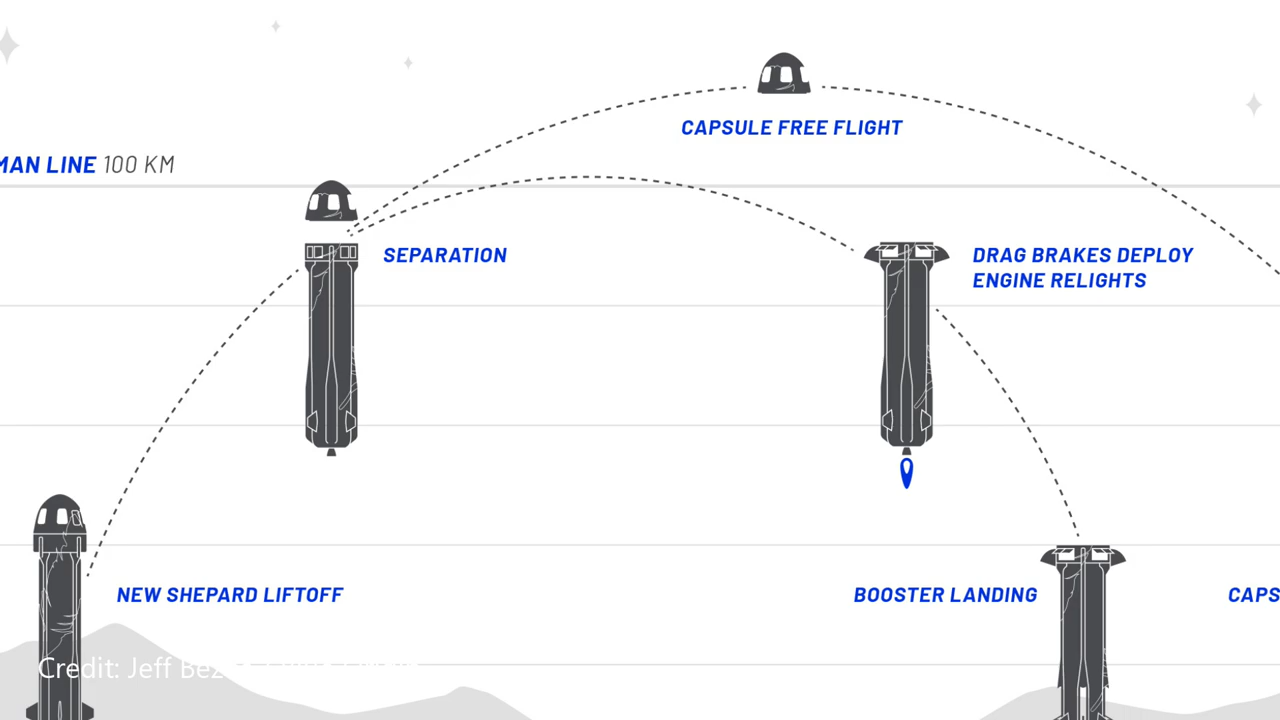 CAPSULE FREE FLIGHT
MAN LINE 100 KM
SEPARATION
DRAG BRAKES DEPLOY
ENGINE RELIGHTS
NEW SHEPARD LIFTOFF
BOOSTER LANDING
CAPS
Credit: Jeff